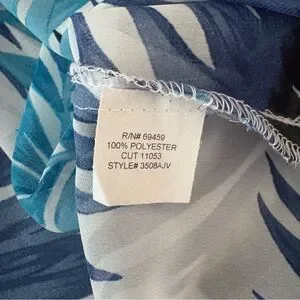 R/N# 69459
100% POLYESTER
CUT 11053
STYLE# 3508AJV